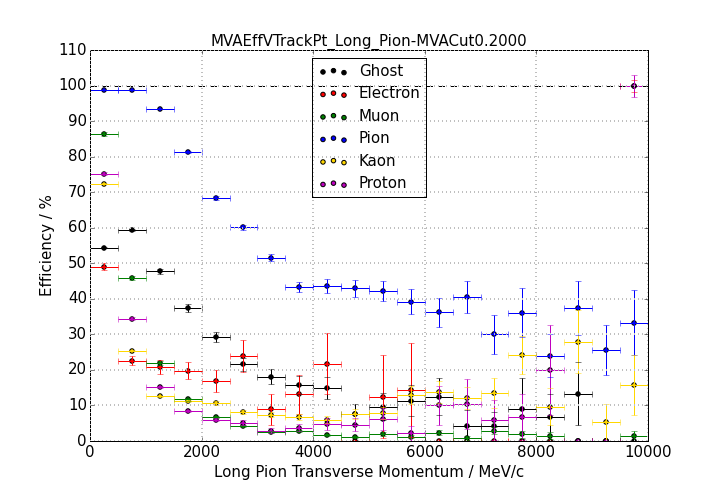 MVAEffVTrackPt_Long_Pion-MVACut0.2000
110
100
90
80
70
60
50
40
30
20
10
0
Efficiency / %
Ghost
Electron
Muon
Pion
Kaon
Proton
0 2000 4000 6000 8000 10000
Long Pion Transverse Momentum / MeV/c